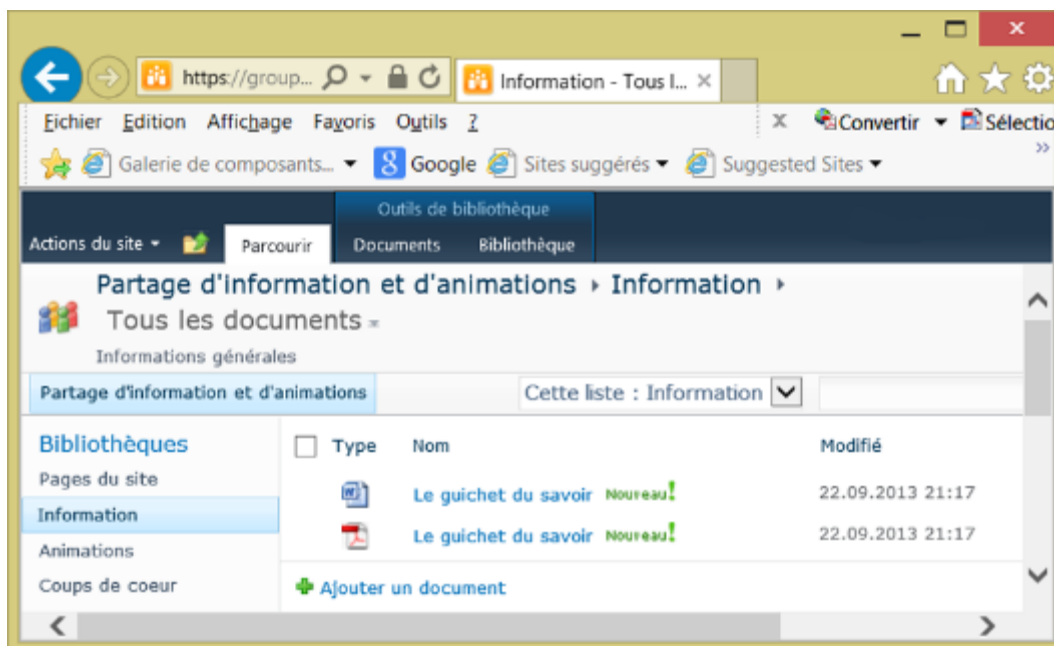 https://group...
Information - Tous l...
Fichier Edition Affichage Favoris Outils ?
x Convertir Sélectio
Galerie de composants... Google Sites suggérés Suggested Sites
Outils de bibliothèque
Actions du site Parcourir Documents Bibliothèque
Partage d'information et d'animations Information
Tous les documents
Informations générales
Partage d'information et d'animations Cette liste : Information
Bibliothèques
Type Nom Modifié
Pages du site
Le guichet du savoir Nouveau! 22.09.2013 21:17
Information
Le guichet du savoir Nouveau! 22.09.2013 21:17
Animations
Coups de coeur
Ajouter un document